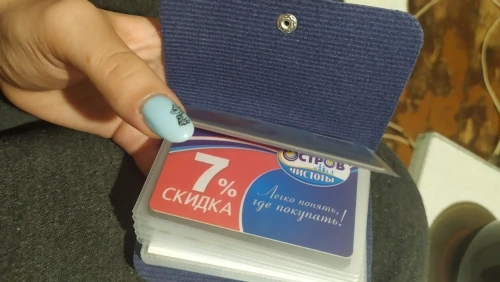 ОСТРОВ
ЧИСТОТЫ
7%
СКИДКА
Легко понять,
где покупать!